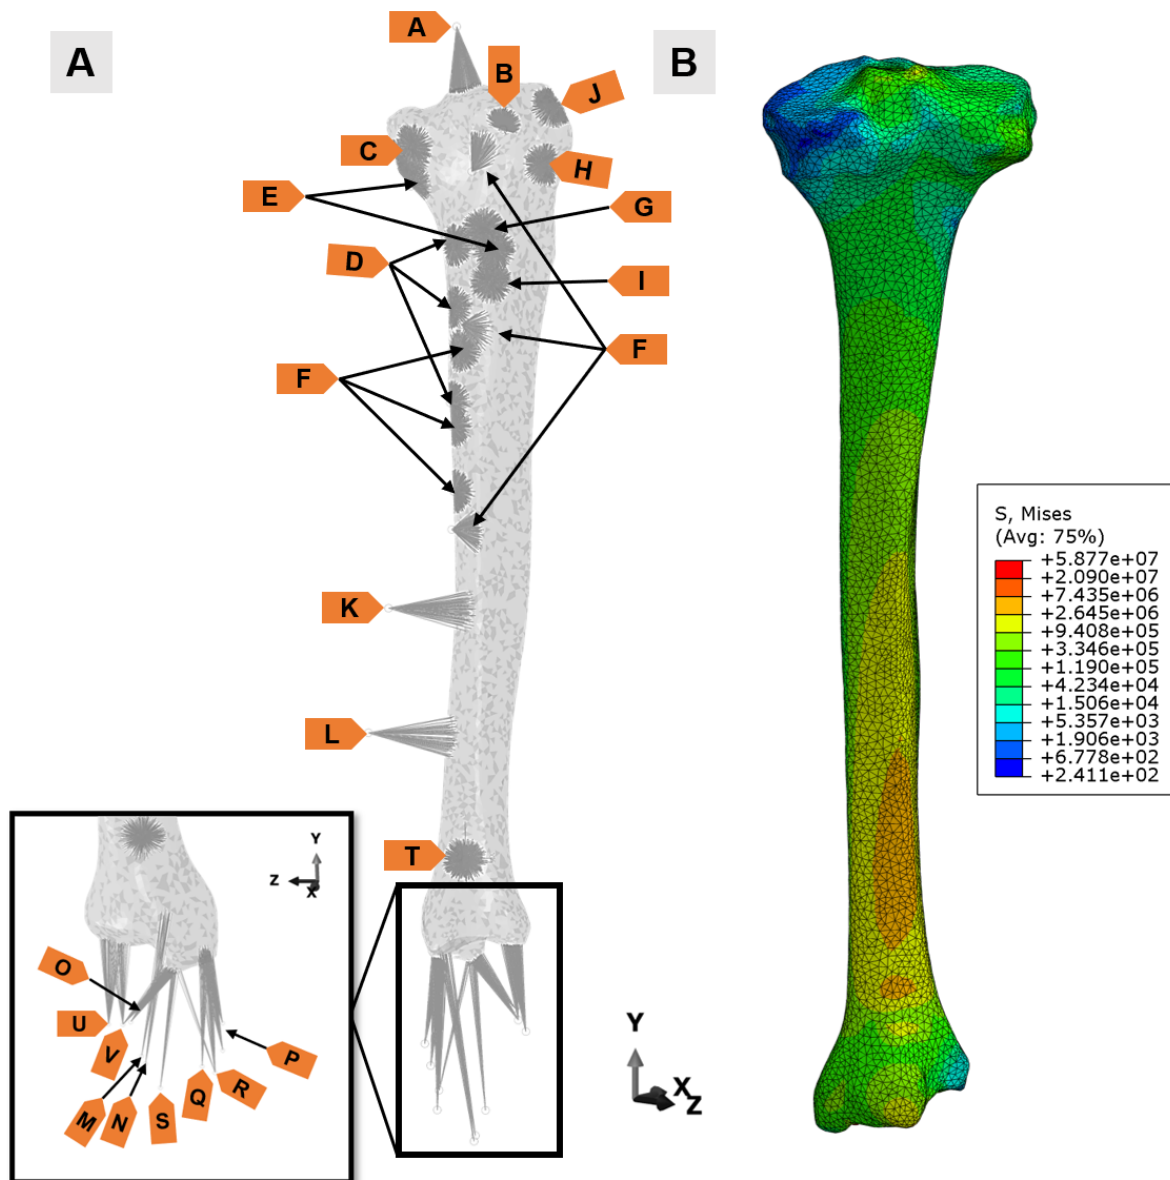 A
A
B
J
B
C
H
E
G
D
I
F
F
K
L
T
Y
Z
X
O
U
V
P
M
N
S
Q
R
Y
X
Z
S, Mises
(Avg: 75%)
+5.877e+07
+2.090e+07
+7.435e+06
+2.645e+06
+9.408e+05
+3.346e+05
+1.190e+05
+4.234e+04
+1.506e+04
+5.357e+03
+1.906e+03
+6.778e+02
+2.411e+02